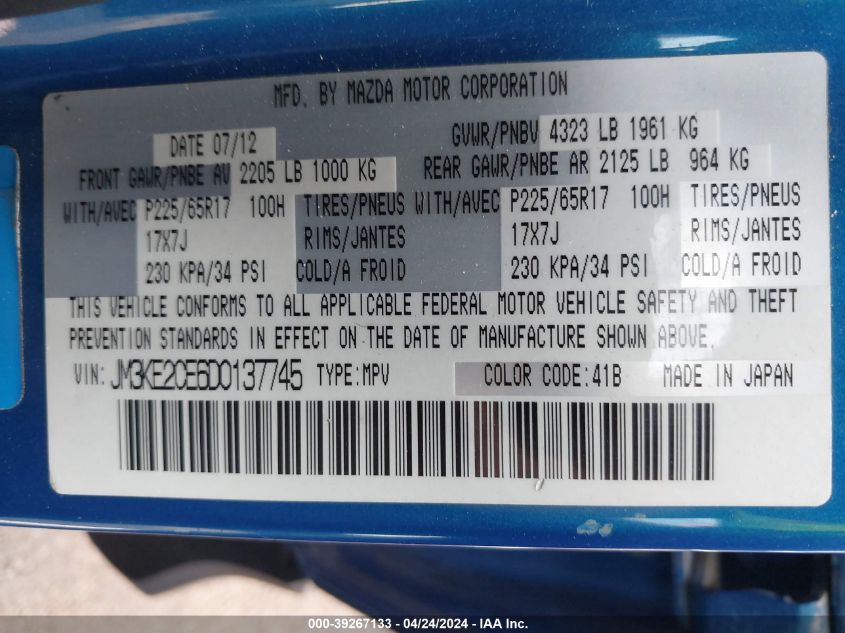 MFD. BY MAZDA MOTOR CORPORATION
DATE 07/12 GVWR/PNBV 4323 LB 1961 KG
FRONT GAWR/PNBE AV 2205 LB 1000 KG REAR GAWR/PNBE AR 2125 LB 964 KG
WITH/AVEC P225/65R17 100H TIRES/PNEUS WITH/AVEC P225/65R17 100H TIRES/PNEUS
17X7J RIMS/JANTES 17X7J RIMS/JANTES
230 KPA/34 PSI COLD/A FROID 230 KPA/34 PSI COLD/A FROID
THIS VEHICLE CONFORMS TO ALL APPLICABLE FEDERAL MOTOR VEHICLE SAFETY AND THEFT
PREVENTION STANDARDS IN EFFECT ON THE DATE OF MANUFACTURE SHOWN ABOVE.
VIN: JM3KE2CE6D0137745 TYPE:MPV COLOR CODE:41B MADE IN JAPAN
000-39267133 - 04/24/2024 - IAA Inc.